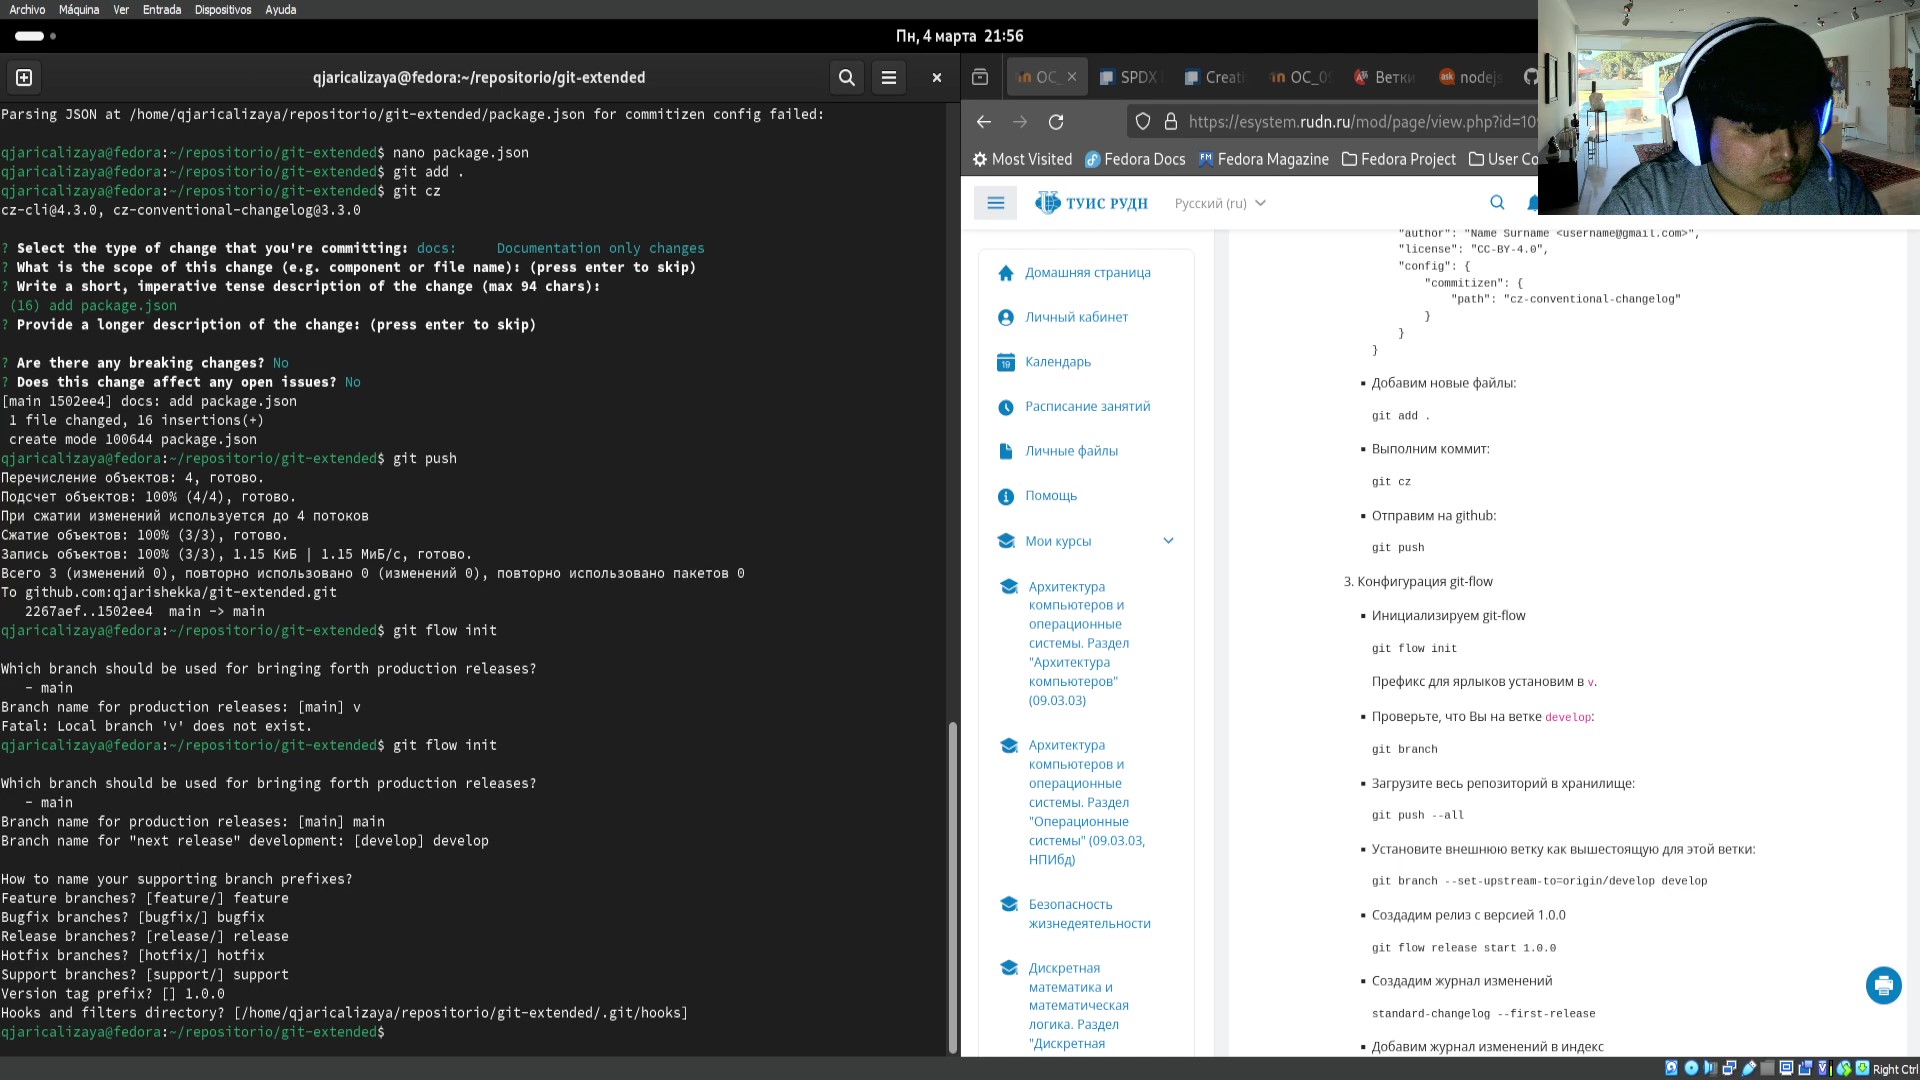 Archivo Máquina Ver Entrada Dispositivos Ayuda
Пн, 4 марта 21:56
qjaricalizaya@fedora:~/repositorio/git-extended
Parsing JSON at /home/qjaricalizaya/repositorio/git-extended/package.json for commitizen config failed:
qjaricalizaya@fedora:~/repositorio/git-extended$ nano package.json
qjaricalizaya@fedora:~/repositorio/git-extended$ git add .
qjaricalizaya@fedora:~/repositorio/git-extended$ git cz
cz-cli@4.3.0, cz-conventional-changelog@3.3.0
? Select the type of change that you're committing: docs:     Documentation only changes
? What is the scope of this change (e.g. component or file name): (press enter to skip)
? Write a short, imperative tense description of the change (max 94 chars):
(16) add package.json
? Provide a longer description of the change: (press enter to skip)
? Are there any breaking changes? No
? Does this change affect any open issues? No
[main 1502ee4] docs: add package.json
1 file changed, 16 insertions(+)
create mode 100644 package.json
qjaricalizaya@fedora:~/repositorio/git-extended$ git push
Перечисление объектов: 4, готово.
Подсчет объектов: 100% (4/4), готово.
При сжатии изменений используется до 4 потоков
Сжатие объектов: 100% (3/3), готово.
Запись объектов: 100% (3/3), 1.15 КиБ | 1.15 МиБ/с, готово.
Всего 3 (изменений 0), повторно использовано 0 (изменений 0), повторно использовано пакетов 0
To github.com:qjarishekka/git-extended.git
2267aef..1502ee4  main -> main
qjaricalizaya@fedora:~/repositorio/git-extended$ git flow init
Which branch should be used for bringing forth production releases?
- main
Branch name for production releases: [main] v
Fatal: Local branch 'v' does not exist.
qjaricalizaya@fedora:~/repositorio/git-extended$ git flow init
Which branch should be used for bringing forth production releases?
- main
Branch name for production releases: [main] main
Branch name for "next release" development: [develop] develop
How to name your supporting branch prefixes?
Feature branches? [feature/] feature
Bugfix branches? [bugfix/] bugfix
Release branches? [release/] release
Hotfix branches? [hotfix/] hotfix
Support branches? [support/] support
Version tag prefix? [] 1.0.0
Hooks and filters directory? [/home/qjaricalizaya/repositorio/git-extended/.git/hooks]
qjaricalizaya@fedora:~/repositorio/git-extended$
OC_ SPDX Creati OC_0 Ветки nodejs
https://esystem.rudn.ru/mod/page/view.php?id=10
Most Visited Fedora Docs Fedora Magazine Fedora Project User Co
ТУИС РУДН Русский (ru)
Домашняя страница
Личный кабинет
Календарь
Расписание занятий
Личные файлы
Помощь
Мои курсы
Архитектура
компьютеров и
операционные
системы. Раздел
"Архитектура
компьютеров"
(09.03.03)
Архитектура
компьютеров и
операционные
системы. Раздел
"Операционные
системы" (09.03.03,
НПИбд)
Безопасность
жизнедеятельности
Дискретная
математика и
математическая
логика. Раздел
"Дискретная
"author": "Name Surname <username@gmail.com>",
"license": "CC-BY-4.0",
"config": {
"commitizen": {
"path": "cz-conventional-changelog"
}
}
}
Добавим новые файлы:
git add .
Выполним коммит:
git cz
Отправим на github:
git push
3. Конфигурация git-flow
Инициализируем git-flow
git flow init
Префикс для ярлыков установим в v.
Проверьте, что Вы на ветке develop:
git branch
Загрузите весь репозиторий в хранилище:
git push --all
Установите внешнюю ветку как вышестоящую для этой ветки:
git branch --set-upstream-to=origin/develop develop
Создадим релиз с версией 1.0.0
git flow release start 1.0.0
Создадим журнал изменений
standard-changelog --first-release
Добавим журнал изменений в индекс
Right Ctrl